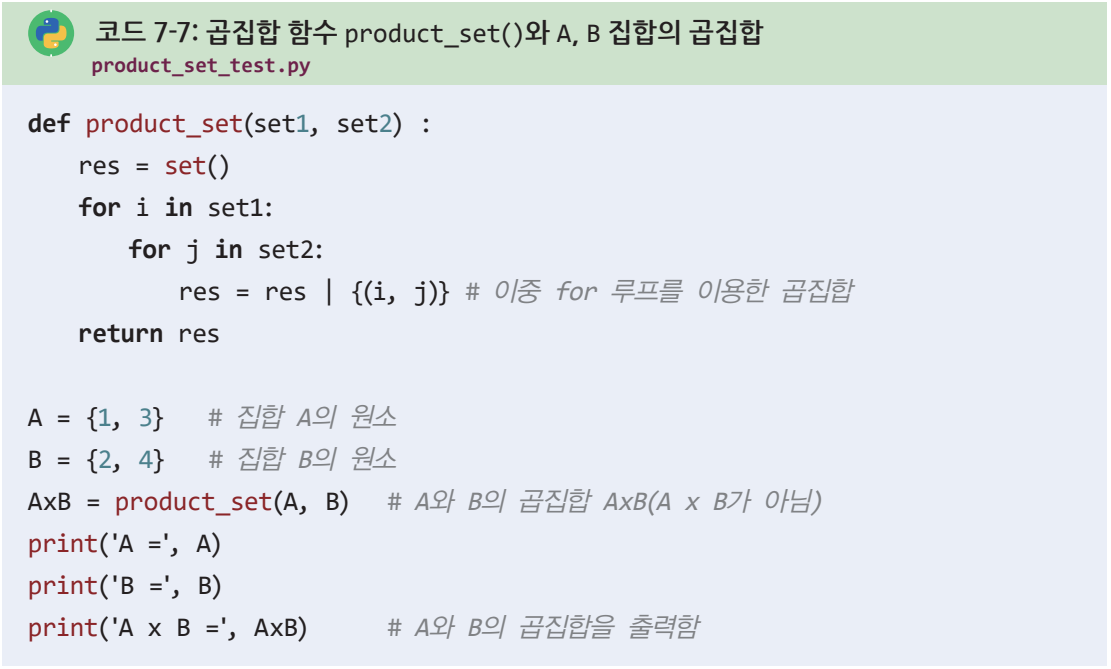 코드 7-7: 곱집합 함수 product_set()와 A, B 집합의 곱집합
product_set_test.py
def product_set(set1, set2) :
    res = set()
    for i in set1:
        for j in set2:
            res = res | {(i, j)} # 이중 for 루프를 이용한 곱집합
    return res
A = {1, 3}   # 집합 A의 원소
B = {2, 4}   # 집합 B의 원소
AxB = product_set(A, B)   # A와 B의 곱집합 AxB(A x B가 아님)
print('A =', A)
print('B =', B)
print('A x B =', AxB)      # A와 B의 곱집합을 출력함